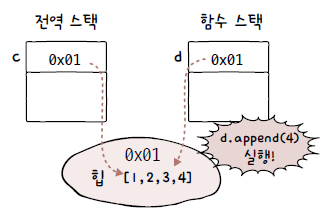 전역 스택
함수 스택
c
0x01
d
0x01
d.append(4)
실행!
0x01
힙 [1,2,3,4]